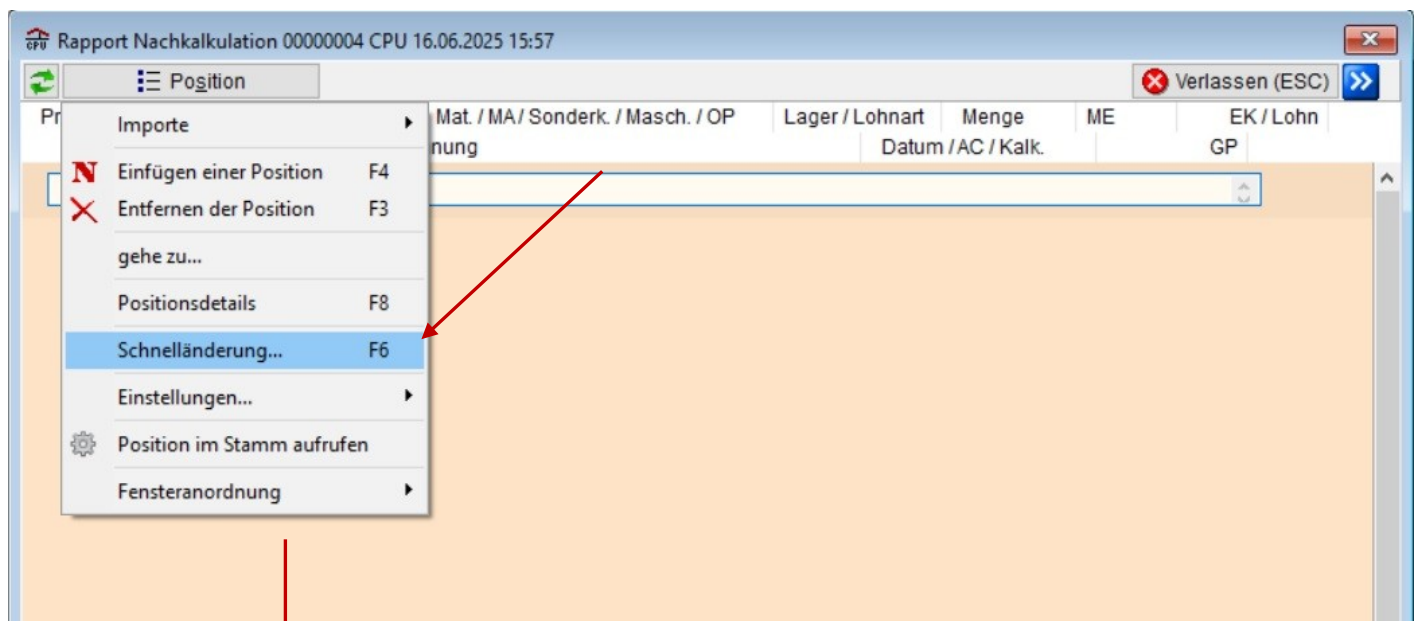 CPU Rapport Nachkalkulation 00000004 CPU 16.06.2025 15:57
Position Verlassen (ESC)
Mat. / MA / Sonderk. / Masch. / OP Lager / Lohnart Menge ME EK / Lohn
Datum / AC / Kalk. GP
Importe
N Einfügen einer Position F4
Entfernen der Position F3
gehe zu...
Positionsdetails F8
Schnelländerung... F6
Einstellungen...
Position im Stamm aufrufen
Fensteranordnung